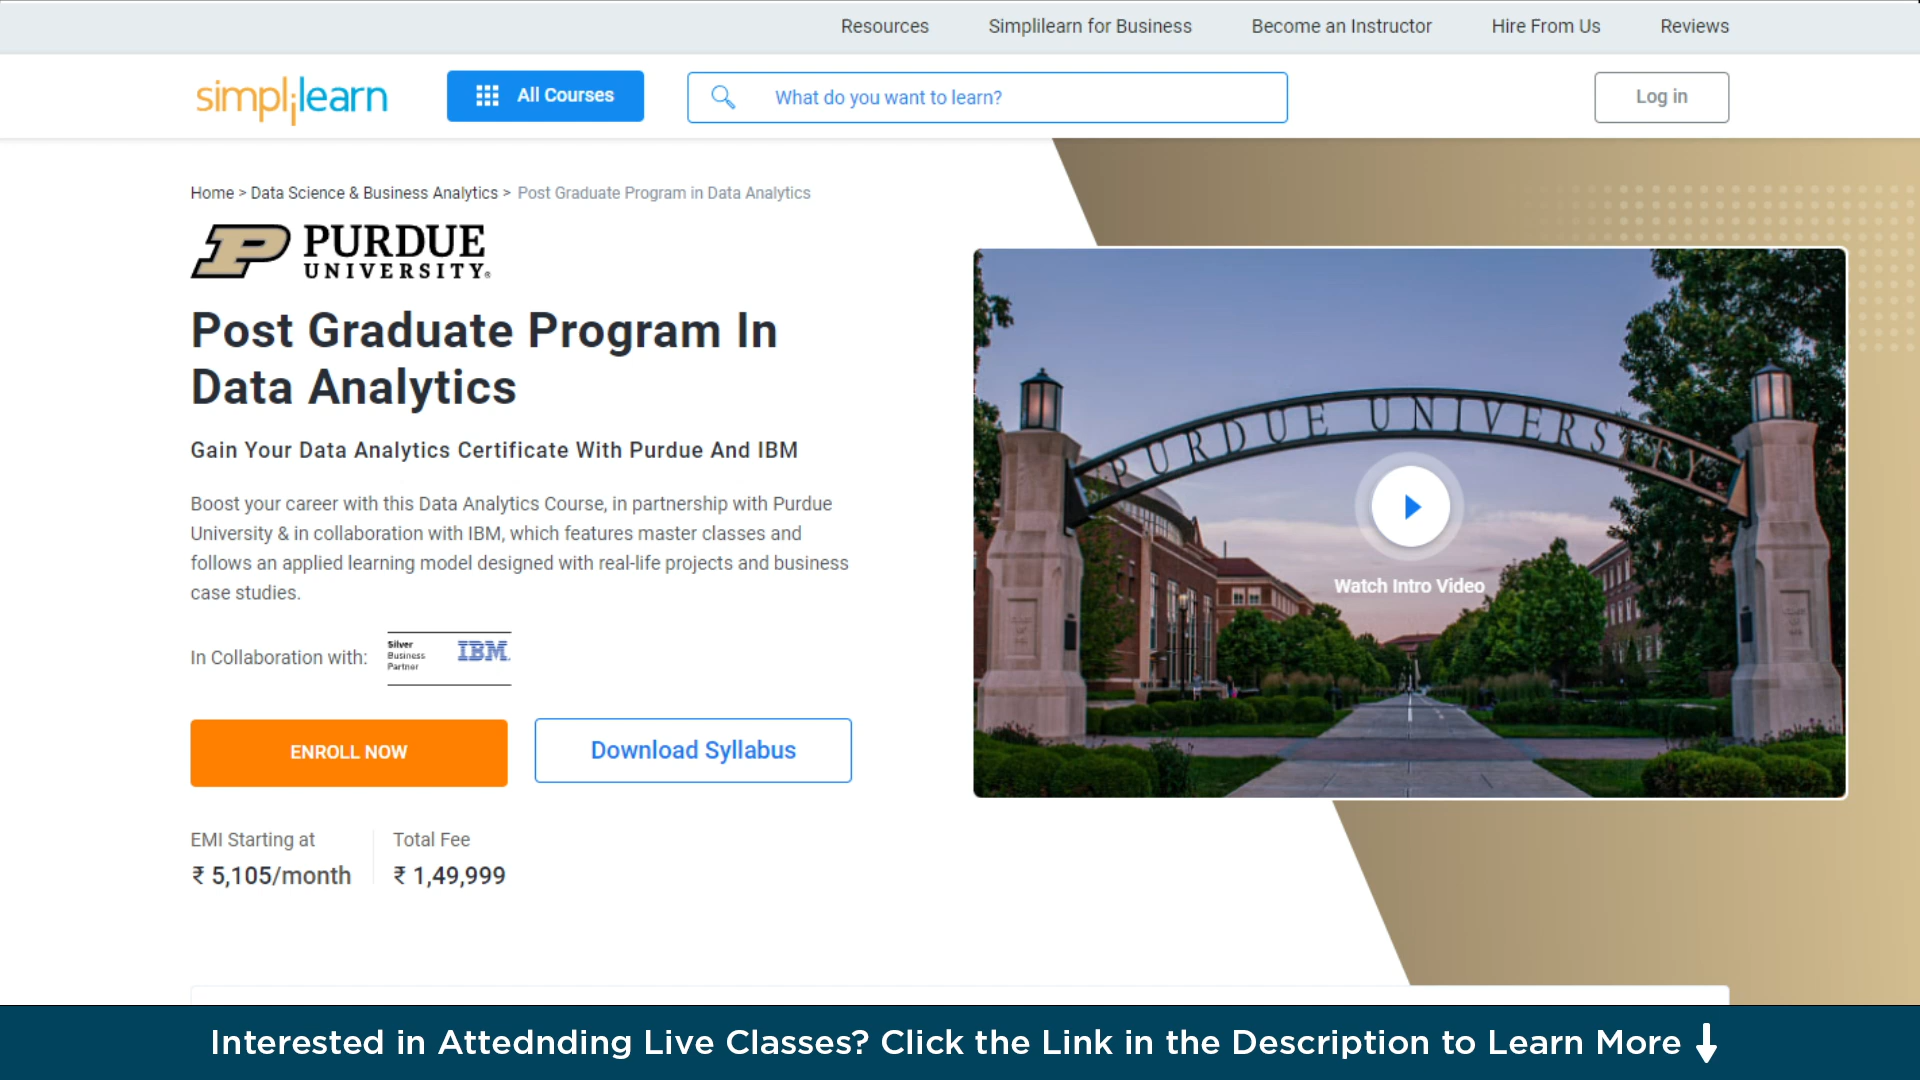 Resources Simplilearn for Business Become an Instructor Hire From Us Reviews
simplilearn All Courses What do you want to learn? Log in
Home > Data Science & Business Analytics > Post Graduate Program in Data Analytics
PURDUE
UNIVERSITY®
Post Graduate Program In
Data Analytics
Gain Your Data Analytics Certificate With Purdue And IBM
Boost your career with this Data Analytics Course, in partnership with Purdue
University & in collaboration with IBM, which features master classes and
follows an applied learning model designed with real-life projects and business
case studies.
In Collaboration with:
Silver
Business
Partner
IBM
ENROLL NOW
Download Syllabus
EMI Starting at
₹ 5,105/month
Total Fee
₹ 1,49,999
PURDUE UNIVERSITY
Watch Intro Video
Interested in Attednding Live Classes? Click the Link in the Description to Learn More